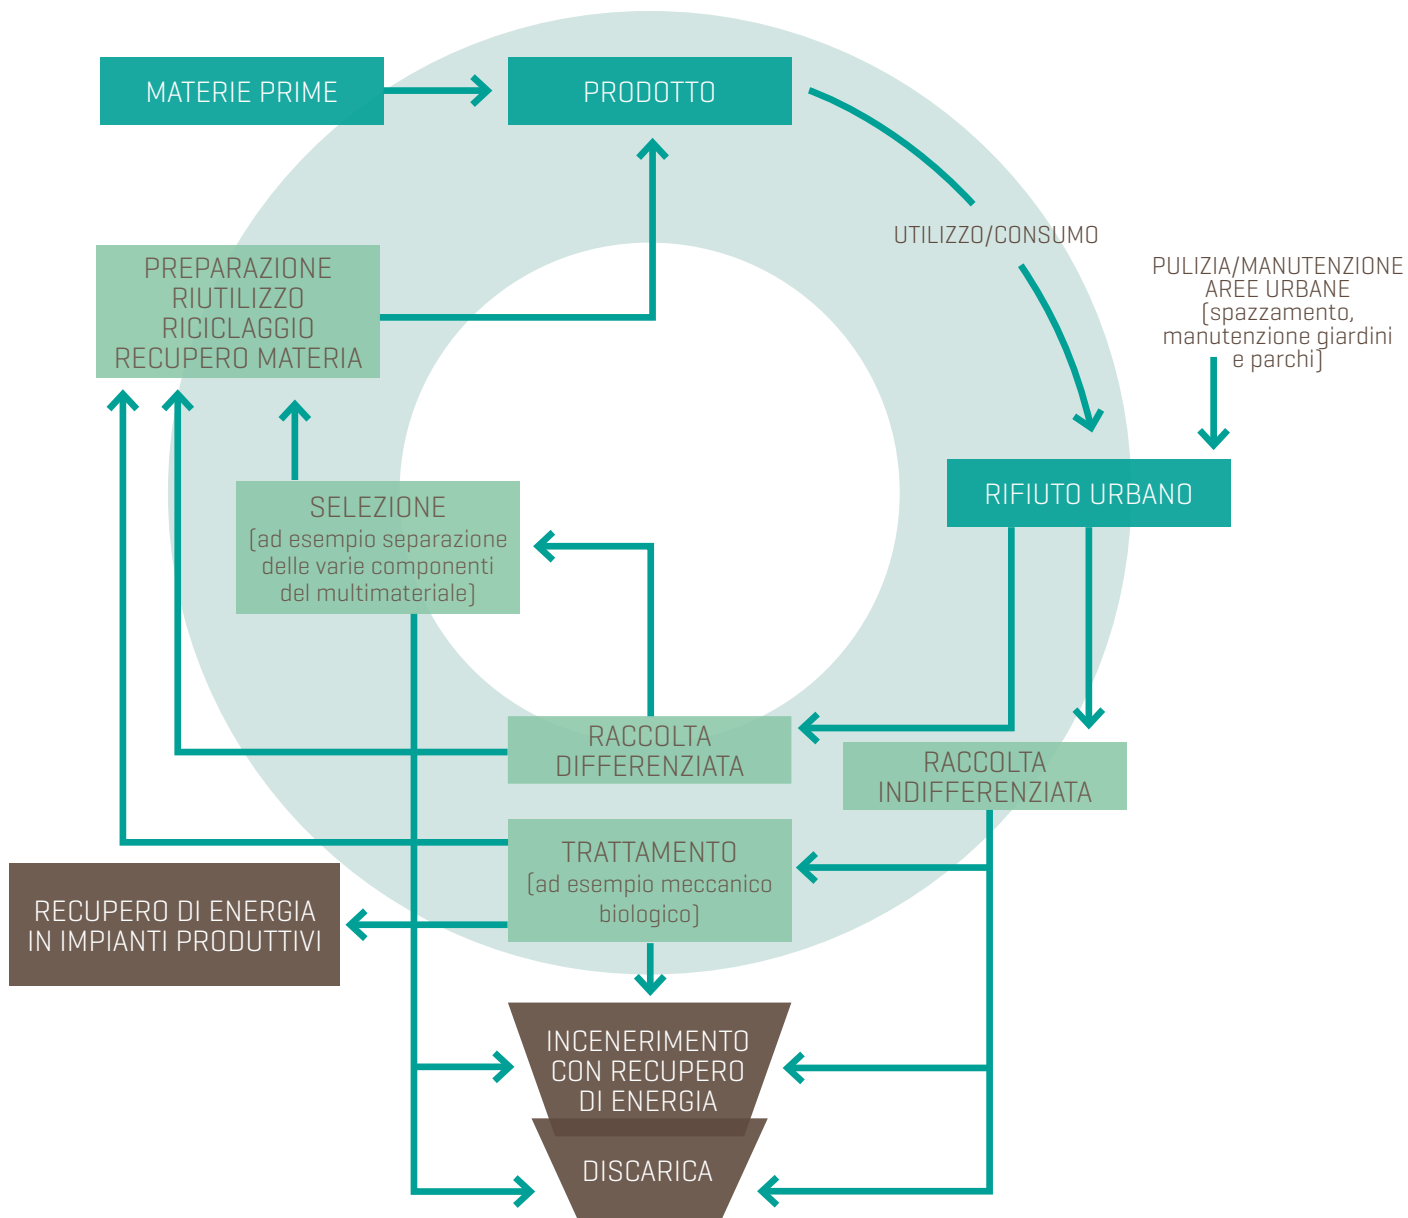 MATERIE PRIME
PRODOTTO
UTILIZZO/CONSUMO
PULIZIA/MANUTENZIONE
AREE URBANE
(spazzamento,
manutenzione giardini
e parchi)
PREPARAZIONE
RIUTILIZZO
RICICLAGGIO
RECUPERO MATERIA
RIFIUTO URBANO
SELEZIONE
(ad esempio separazione
delle varie componenti
del multimateriale)
RACCOLTA
DIFFERENZIATA
RACCOLTA
INDIFFERENZIATA
TRATTAMENTO
(ad esempio meccanico
biologico)
RECUPERO DI ENERGIA
IN IMPIANTI PRODUTTIVI
INCENERIMENTO
CON RECUPERO
DI ENERGIA
DISCARICA